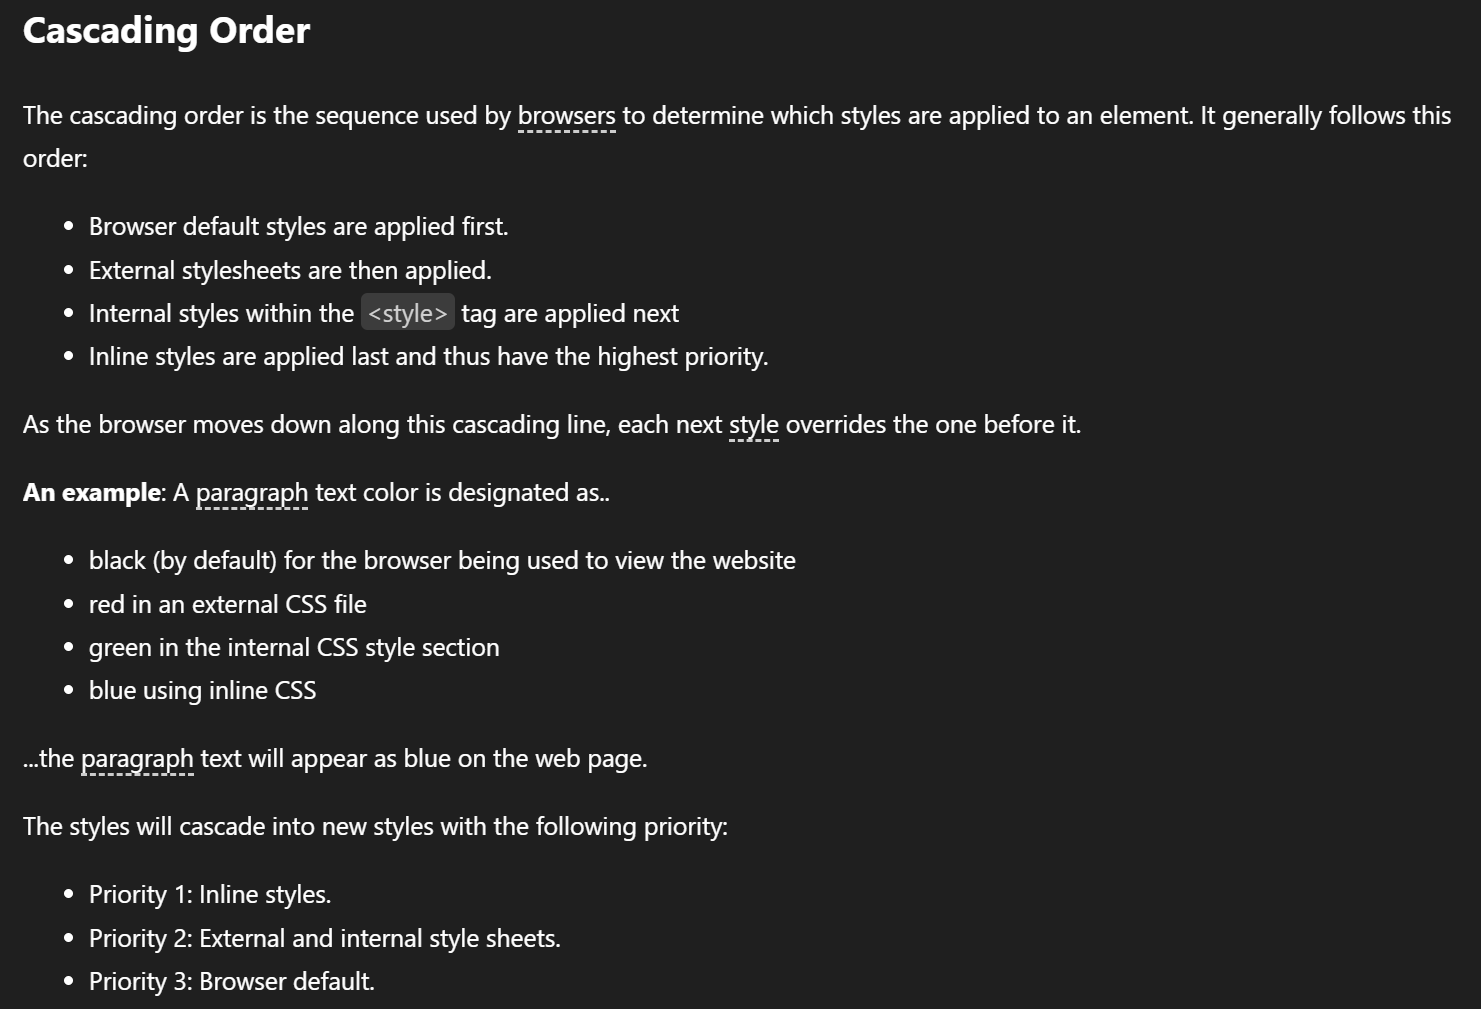 Cascading Order
The cascading order is the sequence used by browsers to determine which styles are applied to an element. It generally follows this
order:
• Browser default styles are applied first.
• External stylesheets are then applied.
• Internal styles within the <style> tag are applied next
• Inline styles are applied last and thus have the highest priority.
As the browser moves down along this cascading line, each next style overrides the one before it.
An example: A paragraph text color is designated as..
• black (by default) for the browser being used to view the website
• red in an external CSS file
• green in the internal CSS style section
• blue using inline CSS
...the paragraph text will appear as blue on the web page.
The styles will cascade into new styles with the following priority:
• Priority 1: Inline styles.
• Priority 2: External and internal style sheets.
• Priority 3: Browser default.